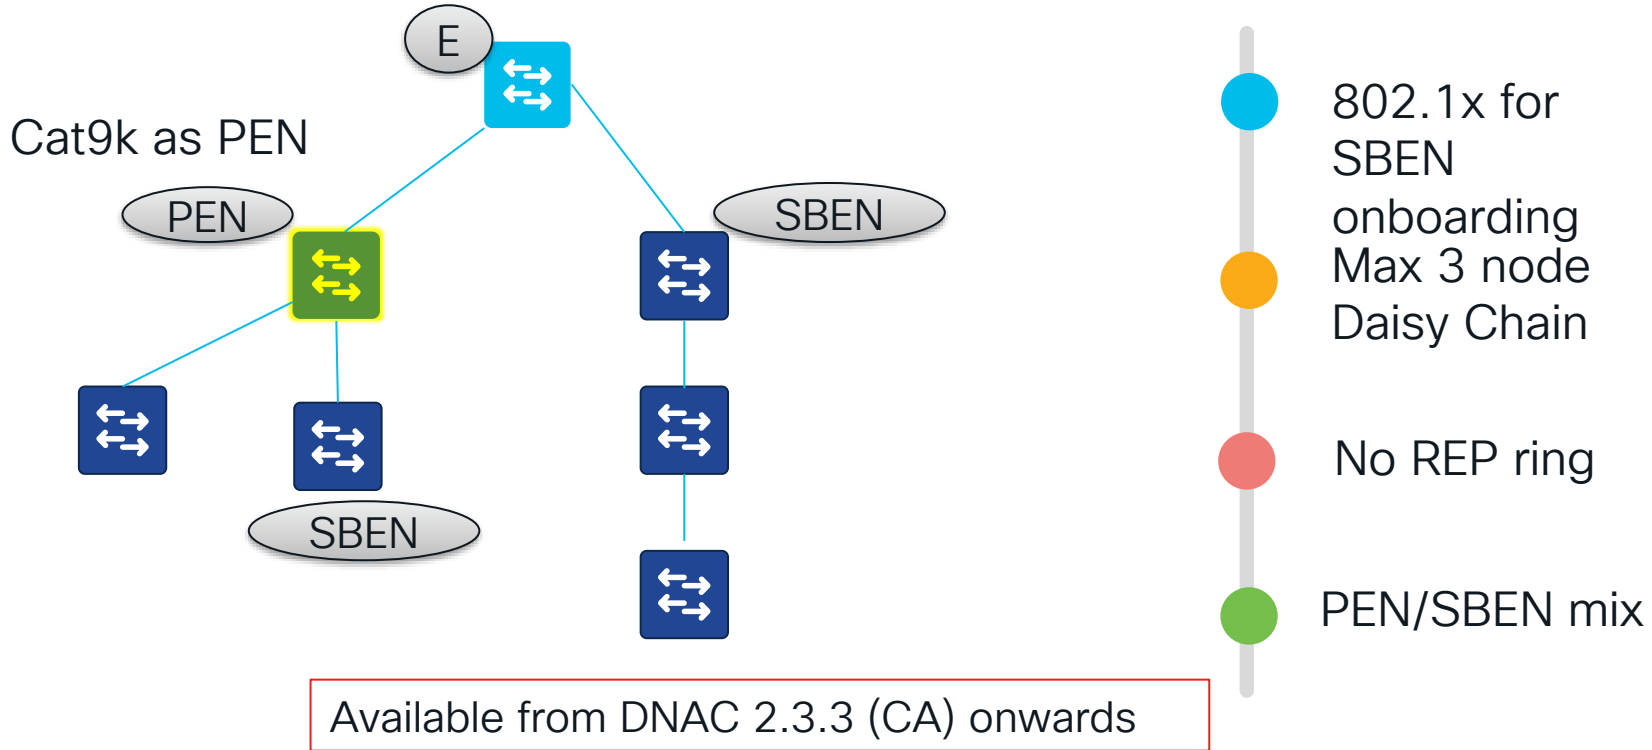 E
Cat9k as PEN
PEN
SBEN
SBEN
802.1x for
SBEN
onboarding
Max 3 node
Daisy Chain
No REP ring
PEN/SBEN mix
Available from DNAC 2.3.3 (CA) onwards